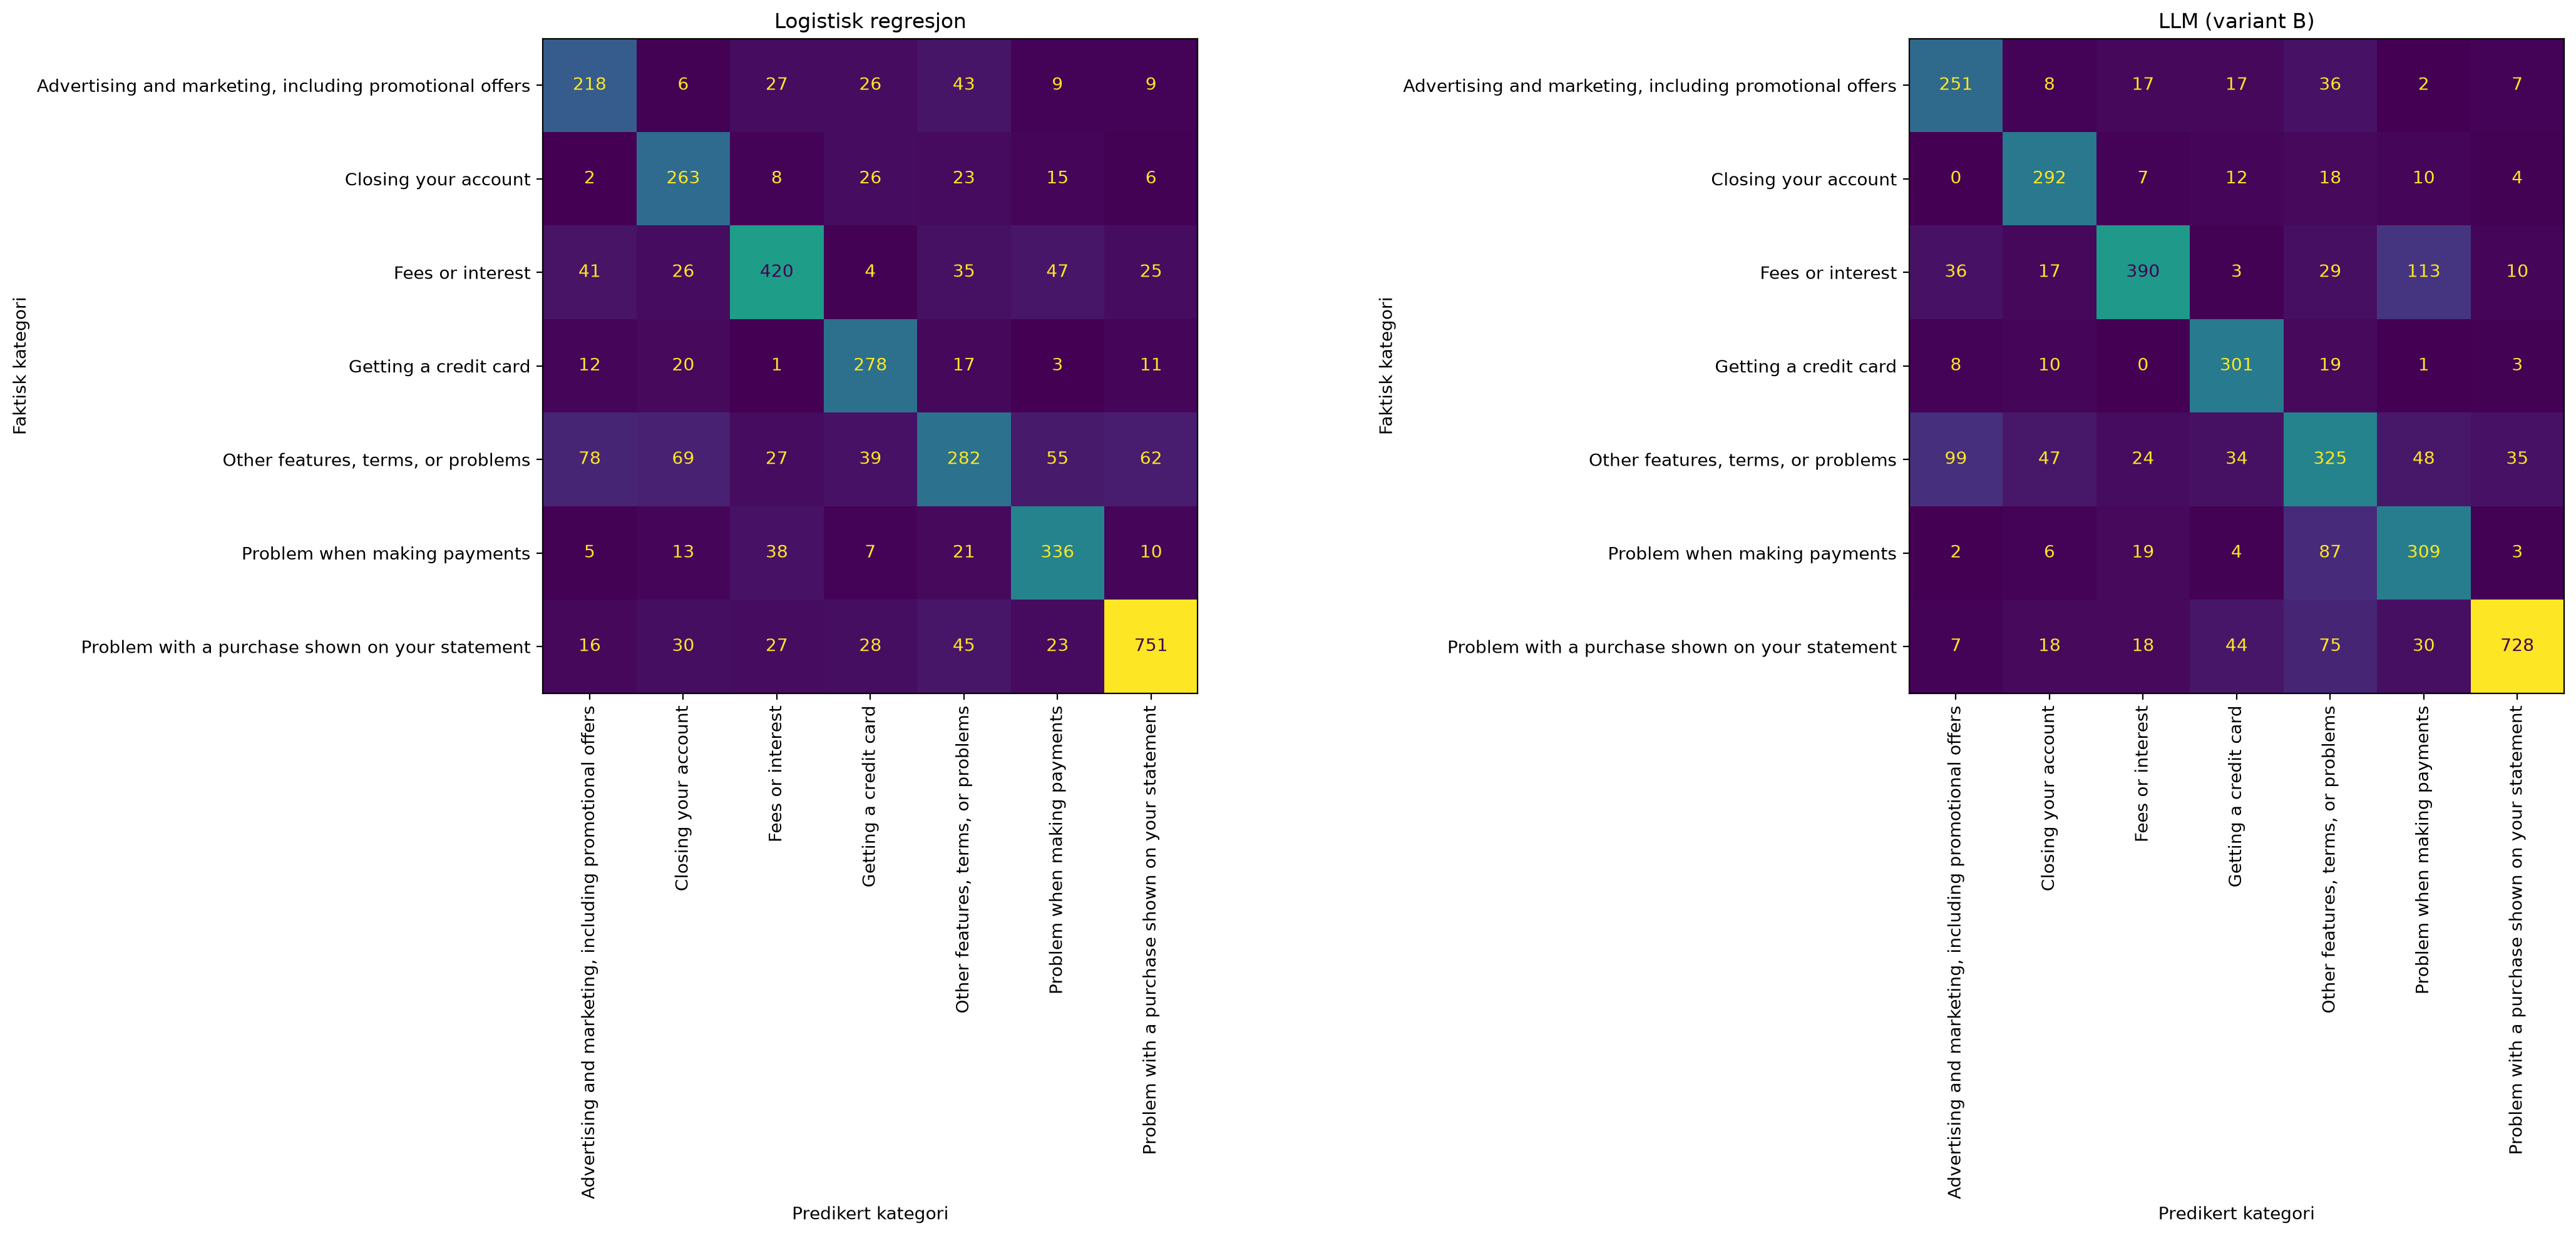 Logistisk regresjon
Faktisk kategori
Advertising and marketing, including promotional offers
218 6 27 26 43 9 9
Closing your account
2 263 8 26 23 15 6
Fees or interest
41 26 420 4 35 47 25
Getting a credit card
12 20 1 278 17 3 11
Other features, terms, or problems
78 69 27 39 282 55 62
Problem when making payments
5 13 38 7 21 336 10
Problem with a purchase shown on your statement
16 30 27 28 45 23 751
Advertising and marketing, including promotional offers
Closing your account
Fees or interest
Getting a credit card
Other features, terms, or problems
Problem when making payments
Problem with a purchase shown on your statement
Predikert kategori
LLM (variant B)
Faktisk kategori
Advertising and marketing, including promotional offers
251 8 17 17 36 2 7
Closing your account
0 292 7 12 18 10 4
Fees or interest
36 17 390 3 29 113 10
Getting a credit card
8 10 0 301 19 1 3
Other features, terms, or problems
99 47 24 34 325 48 35
Problem when making payments
2 6 19 4 87 309 3
Problem with a purchase shown on your statement
7 18 18 44 75 30 728
Advertising and marketing, including promotional offers
Closing your account
Fees or interest
Getting a credit card
Other features, terms, or problems
Problem when making payments
Problem with a purchase shown on your statement
Predikert kategori